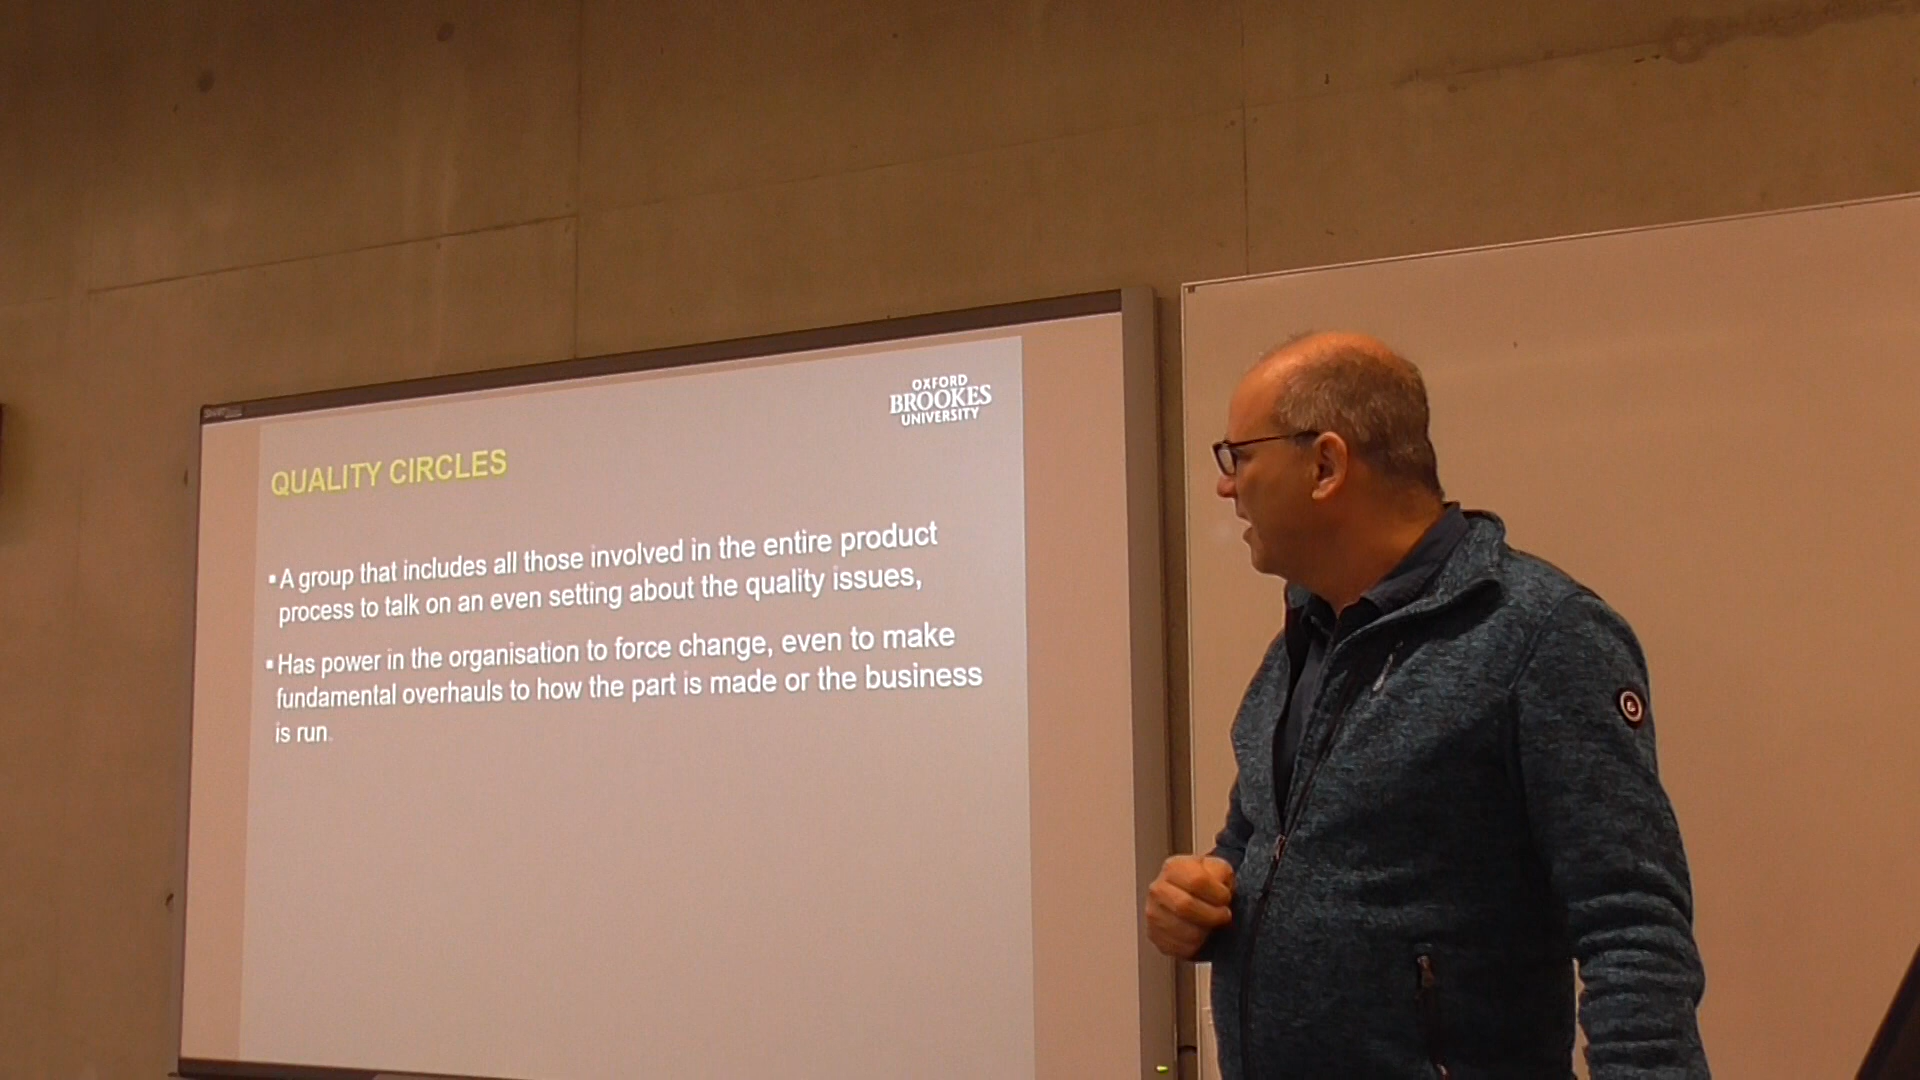 OXFORD
BROOKES
UNIVERSITY
QUALITY CIRCLES
▪ A group that includes all those involved in the entire product
process to talk on an even setting about the quality issues,
▪ Has power in the organisation to force change, even to make
fundamental overhauls to how the part is made or the business
is run.